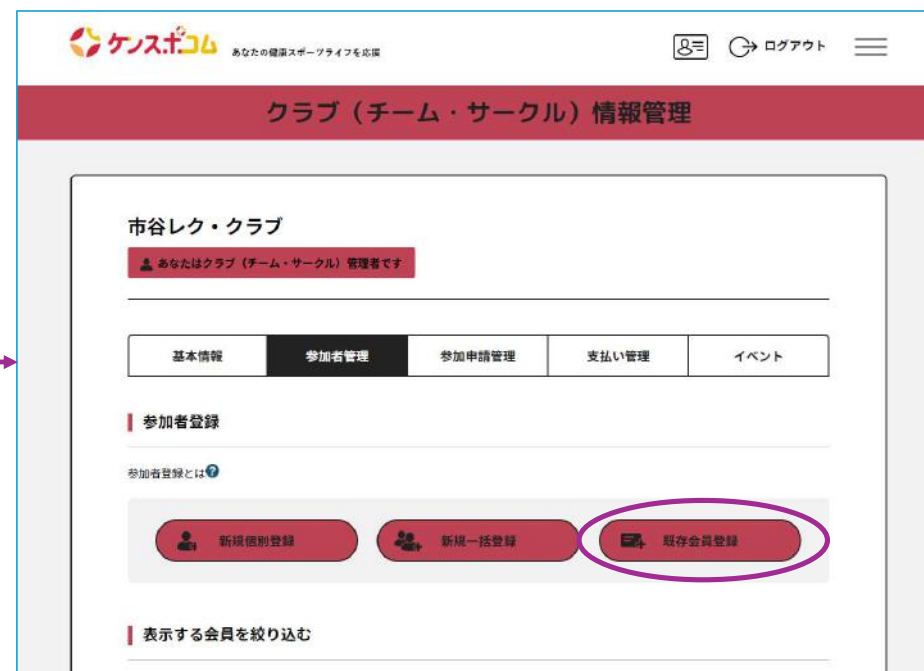 ケンスポコム あなたの健康スポーツライフを応援 ログアウト
クラブ（チーム・サークル）情報管理
市谷レク・クラブ
あなたはクラブ（チーム・サークル）管理者です
基本情報 参加者管理 参加申請管理 支払い管理 イベント
参加者登録
参加者登録とは?
新規個別登録 新規一括登録 既存会員登録
表示する会員を絞り込む